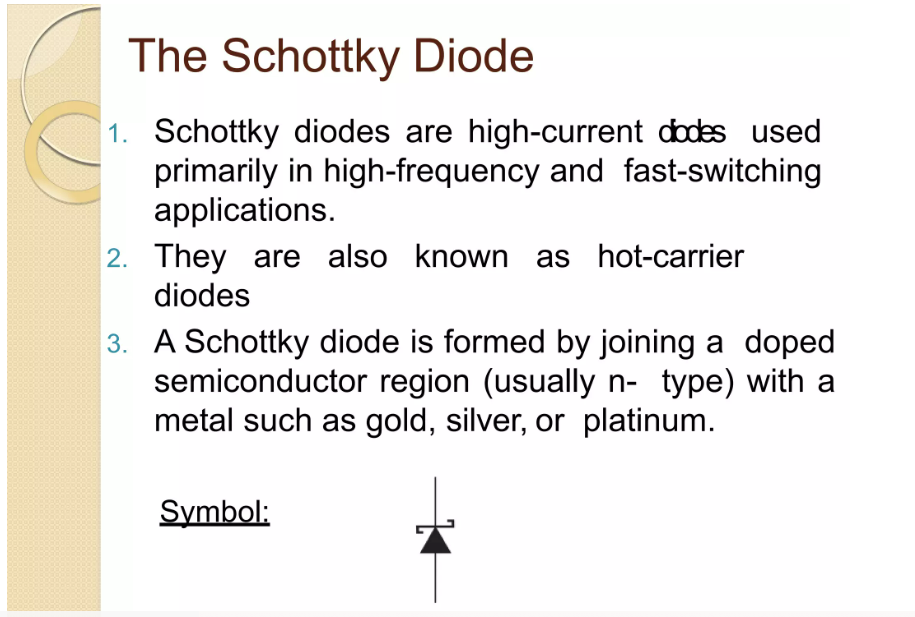 The Schottky Diode
1. Schottky diodes are high-current diodes used
primarily in high-frequency and fast-switching
applications.
2. They are also known as hot-carrier
diodes
3. A Schottky diode is formed by joining a doped
semiconductor region (usually n- type) with a
metal such as gold, silver, or platinum.
Symbol: